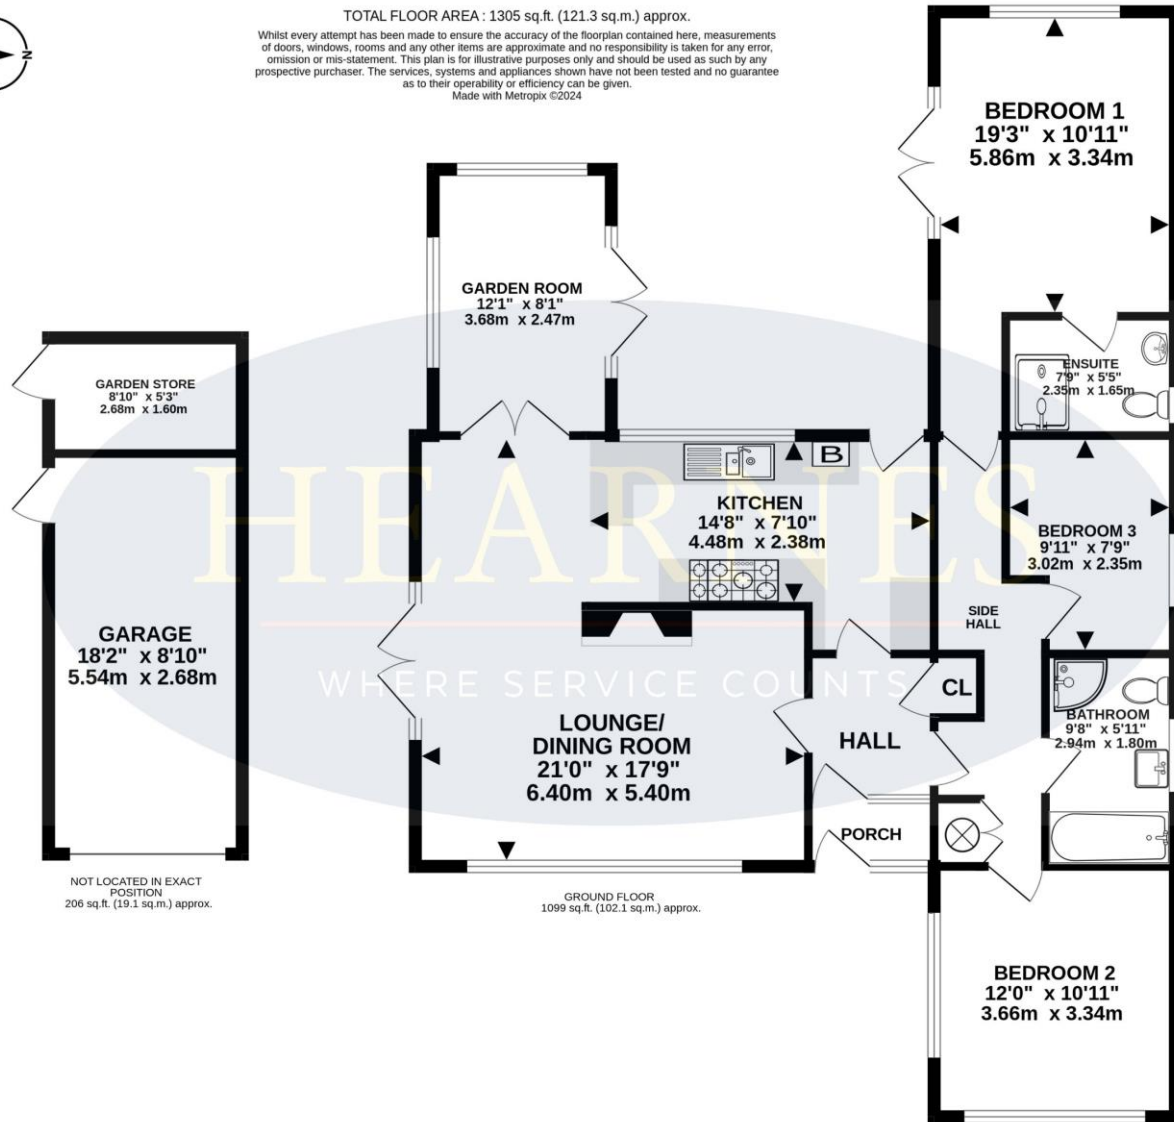 TOTAL FLOOR AREA : 1305 sq.ft. (121.3 sq.m.) approx.
Whilst every attempt has been made to ensure the accuracy of the floorplan contained here, measurements
of doors, windows, rooms and any other items are approximate and no responsibility is taken for any error,
omission or mis-statement. This plan is for illustrative purposes only and should be used as such by any
prospective purchaser. The services, systems and appliances shown have not been tested and no guarantee
as to their operability or efficiency can be given.
Made with Metropix ©2024
N
BEDROOM 1
19'3" x 10'11"
5.86m x 3.34m
GARDEN ROOM
12'1" x 8'1"
3.68m x 2.47m
ENSUITE
7'9" x 5'5"
2.35m x 1.65m
GARDEN STORE
8'10" x 5'3"
2.68m x 1.60m
B
KITCHEN
14'8" x 7'10"
4.48m x 2.38m
BEDROOM 3
9'11" x 7'9"
3.02m x 2.35m
HEARNES
WHERE SERVICE COUNTS
SIDE
HALL
GARAGE
18'2" x 8'10"
5.54m x 2.68m
CL
LOUNGE/
DINING ROOM
21'0" x 17'9"
6.40m x 5.40m
HALL
BATHROOM
9'8" x 5'11"
2.94m x 1.80m
PORCH
NOT LOCATED IN EXACT
POSITION
206 sq.ft. (19.1 sq.m.) approx.
GROUND FLOOR
1099 sq.ft. (102.1 sq.m.) approx.
BEDROOM 2
12'0" x 10'11"
3.66m x 3.34m